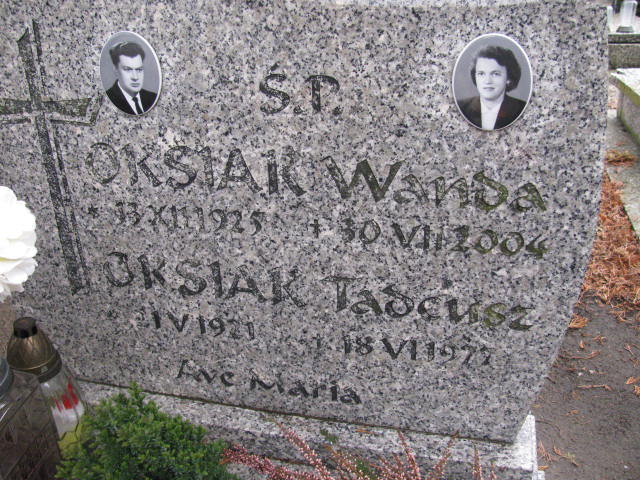 Ś.P.
OKSIAK Wanda
* 13 XII 1925 + 30 VII 2004
OKSIAK Tadeusz
1 V 1921 + 18 VI 1977
Ave Maria